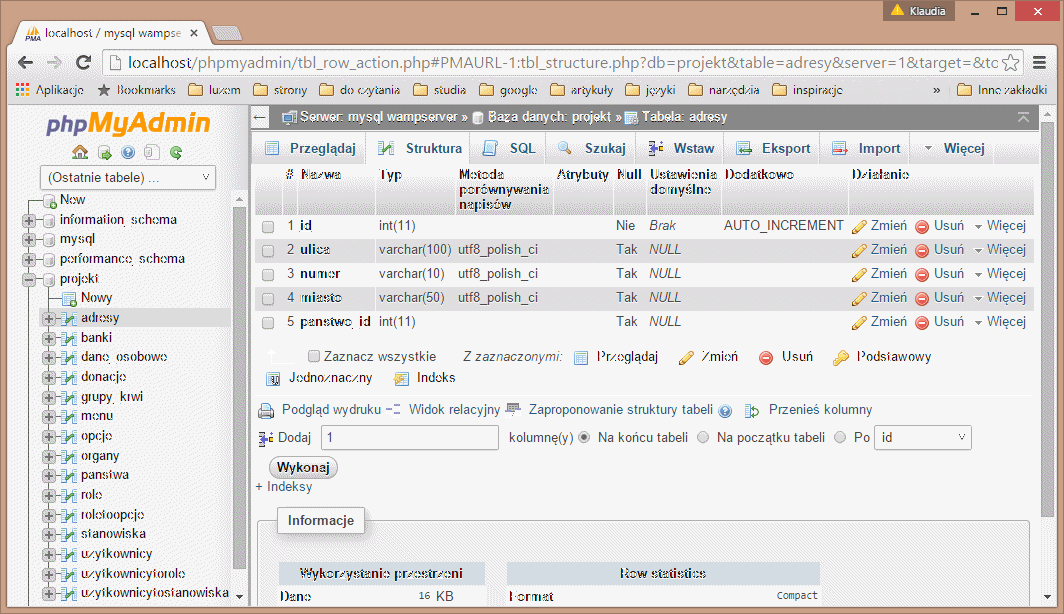 Klaudia
localhost / mysql wampse
localhost/phpmyadmin/tbl_row_action.php#PMAURL-1:tbl_structure.php?db=projekt&table=adresy&server=1&target=&to
Aplikacje Bookmarks luzem strony do czytania studia google artykuły języki narzędzia inspiracje » Inne zakładki
phpMyAdmin
(Ostatnie tabele) ...
New
information_schema
mysql
performance_schema
projekt
Nowy
adresy
banki
dane_osobowe
donacje
grupy_krwi
menu
opcje
organy
panstwa
role
roletoopcje
stanowiska
uzytkownicy
uzytkownicytorole
uzytkownicytostanowiska
Serwer: mysql wampserver » Baza danych: projekt » Tabela: adresy
Przeglądaj Struktura SQL Szukaj Wstaw Eksport Import Więcej
# Nazwa Typ Metoda porównywania napisów Atrybuty Null Ustawienia domyślne Dodatkowo Działanie
1 id int(11) Nie Brak AUTO_INCREMENT Zmień Usuń Więcej
2 ulica varchar(100) utf8_polish_ci Tak NULL Zmień Usuń Więcej
3 numer varchar(10) utf8_polish_ci Tak NULL Zmień Usuń Więcej
4 miasto varchar(50) utf8_polish_ci Tak NULL Zmień Usuń Więcej
5 panstwo_id int(11) Tak NULL Zmień Usuń Więcej
Zaznacz wszystkie Z zaznaczonymi: Przeglądaj Zmień Usuń Podstawowy
Jednoznaczny Indeks
Podgląd wydruku Widok relacyjny Zaproponowanie struktury tabeli Przenieś kolumny
Dodaj 1 kolumnę(y) Na końcu tabeli Na początku tabeli Po id
Wykonaj
+ Indeksy
Informacje
Wykorzystanie przestrzeni Row statistics
Dane 16 KB Format Compact